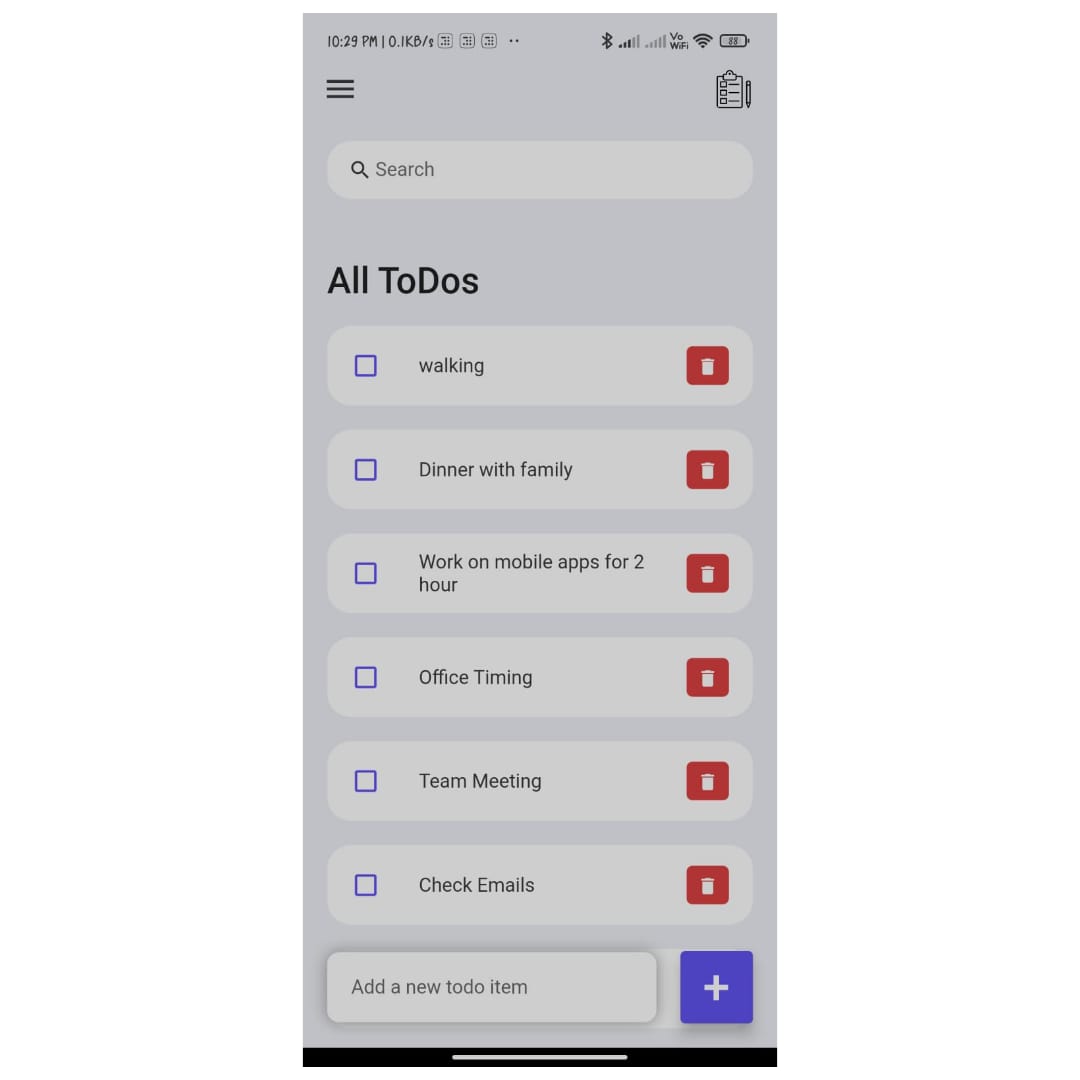 10:29 PM | 0.1KB/s
Vo
WiFi
88
Search
All ToDos
walking
Dinner with family
Work on mobile apps for 2
hour
Office Timing
Team Meeting
Check Emails
Add a new todo item